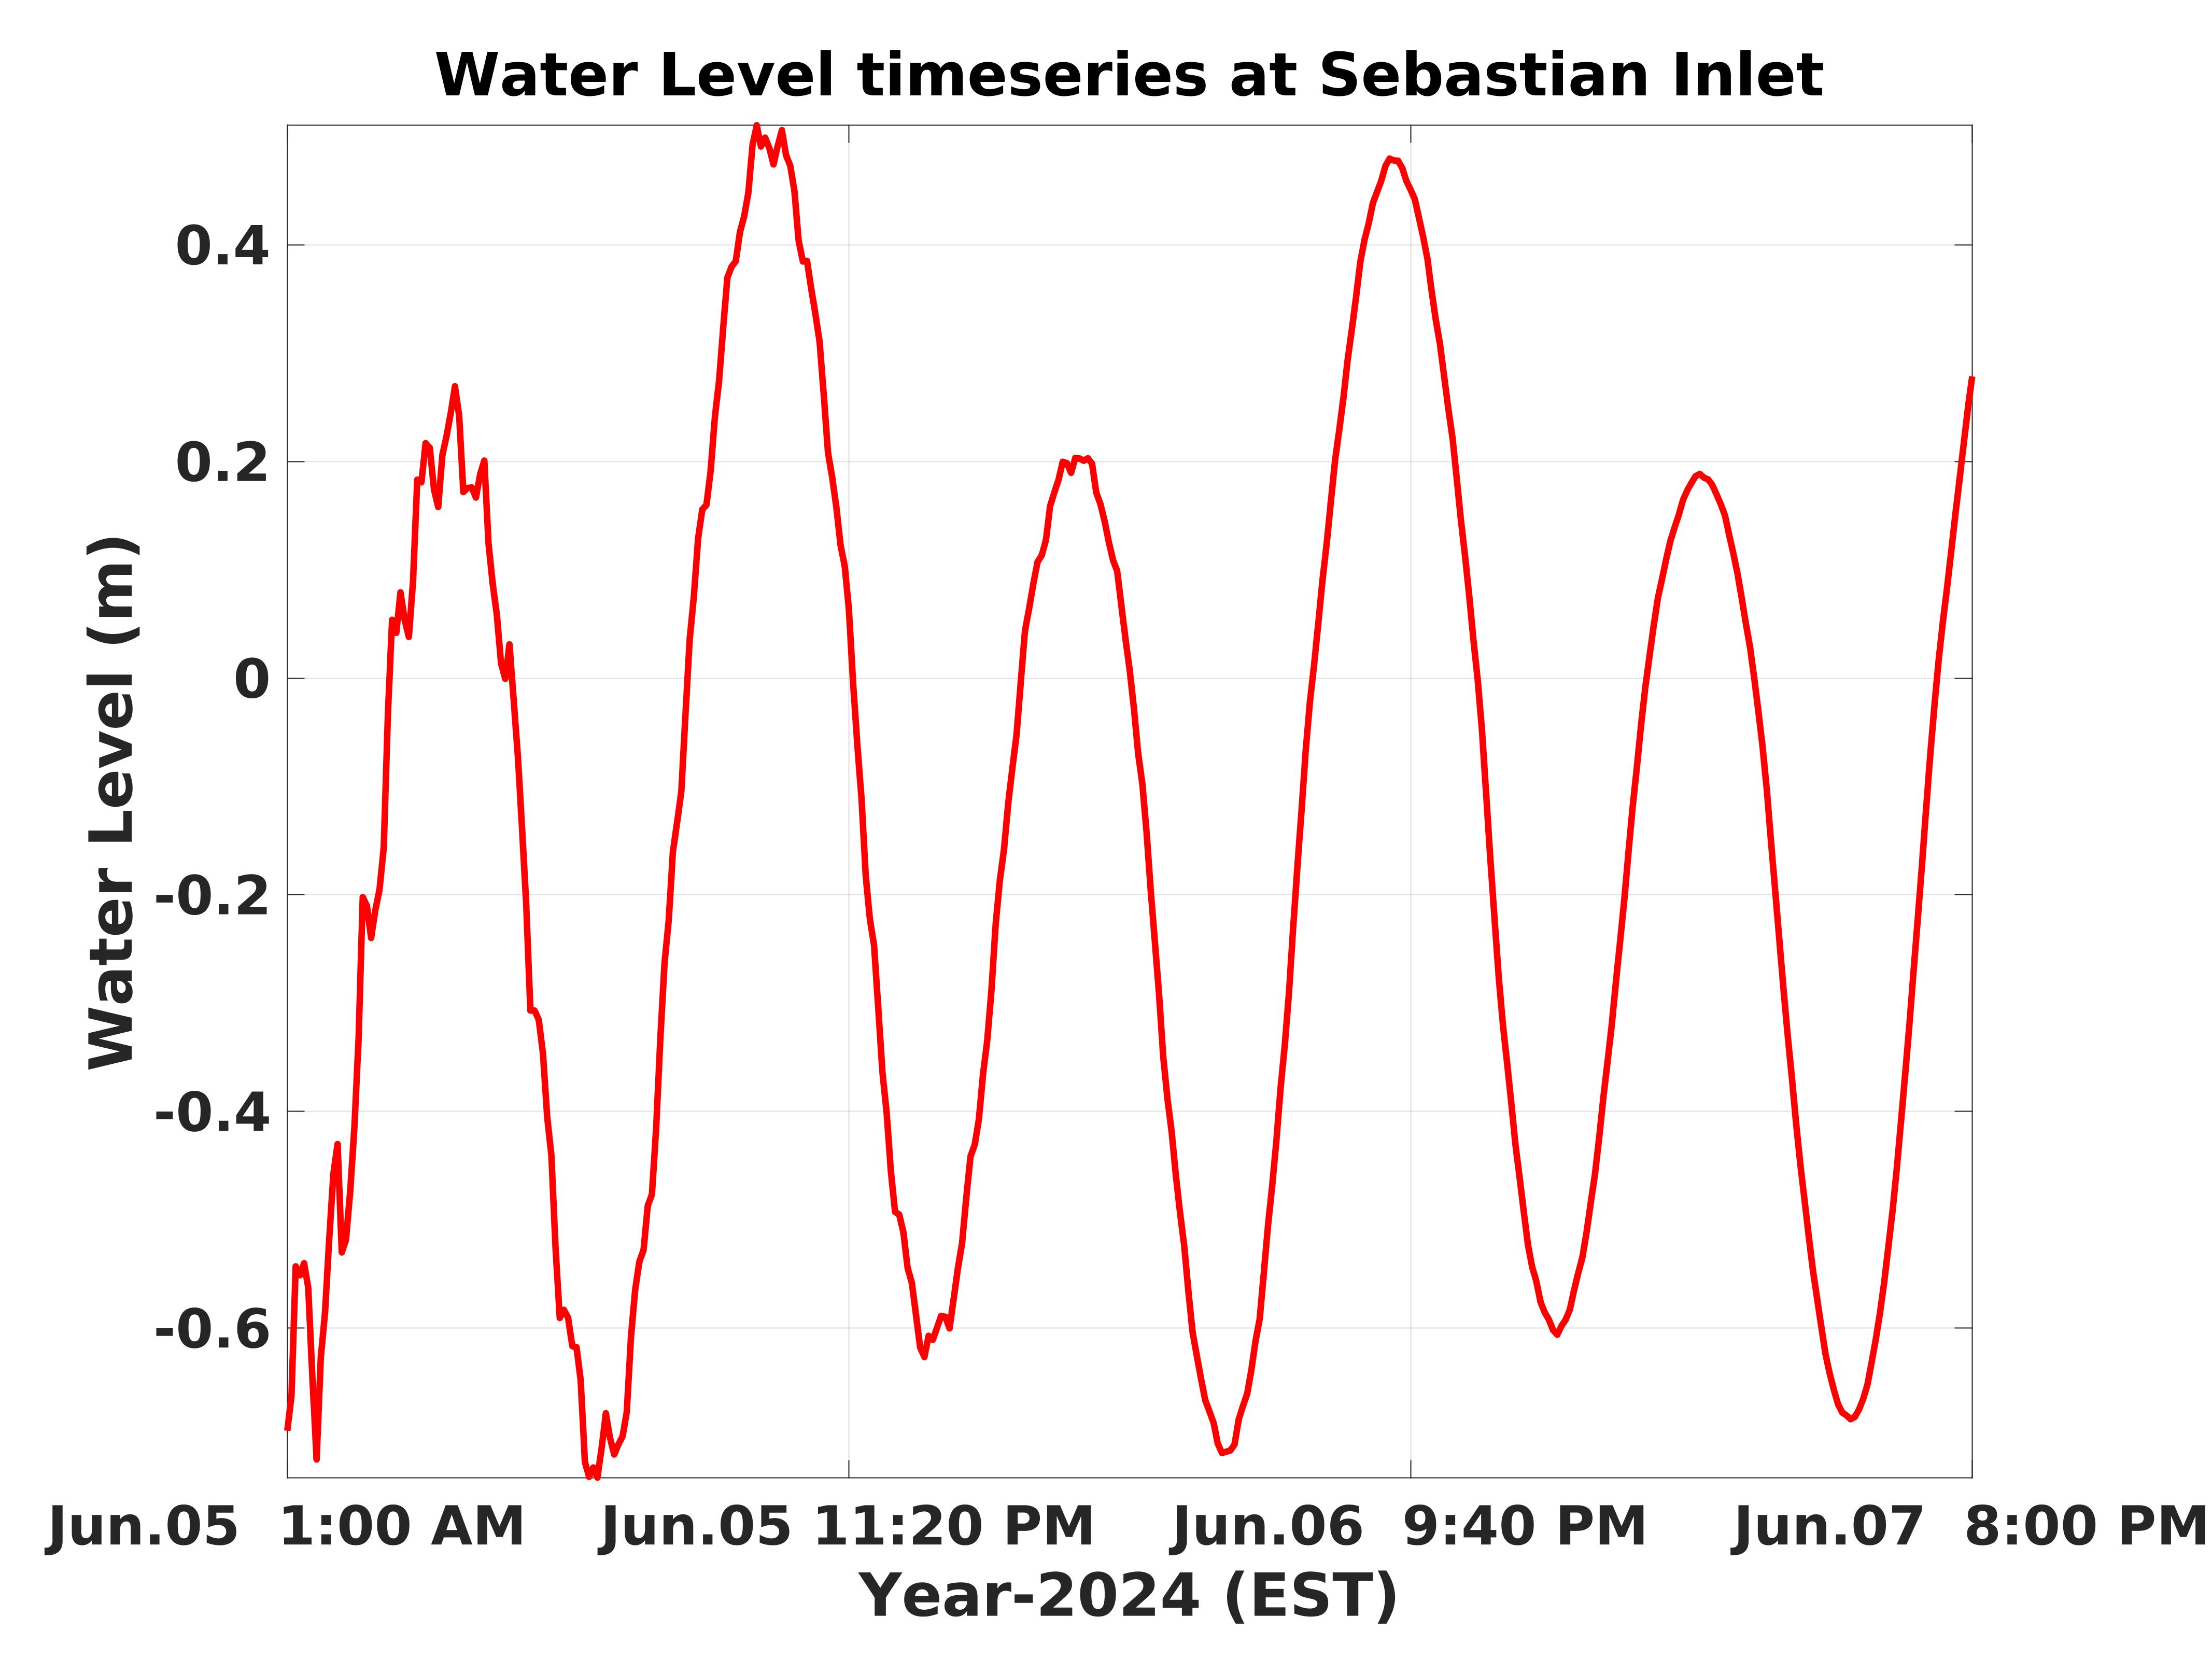 Water Level timeseries at Sebastian Inlet
0.4
0.2
0
-0.2
-0.4
-0.6
Water Level (m)
Jun.05 1:00 AM
Jun.05 11:20 PM
Jun.06 9:40 PM
Jun.07 8:00 PM
Year-2024 (EST)